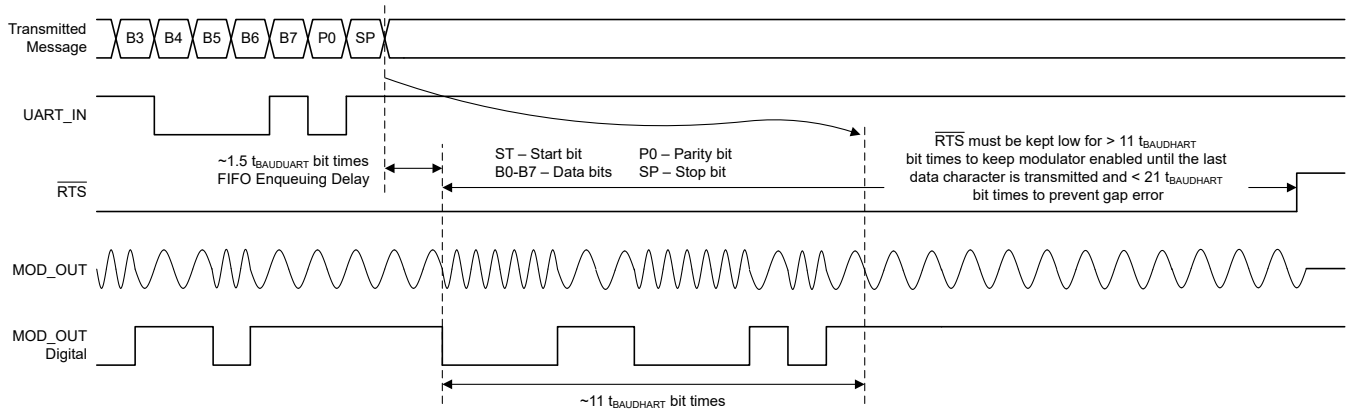 Transmitted
Message
B3 B4 B5 B6 B7 P0 SP
UART_IN
~1.5 tBAUDUART bit times
FIFO Enqueuing Delay
ST – Start bit
B0-B7 – Data bits
P0 – Parity bit
SP – Stop bit
RTS must be kept low for > 11 tBAUDHART
bit times to keep modulator enabled until the last
data character is transmitted and < 21 tBAUDHART
bit times to prevent gap error
RTS
MOD_OUT
MOD_OUT
Digital
~11 tBAUDHART bit times